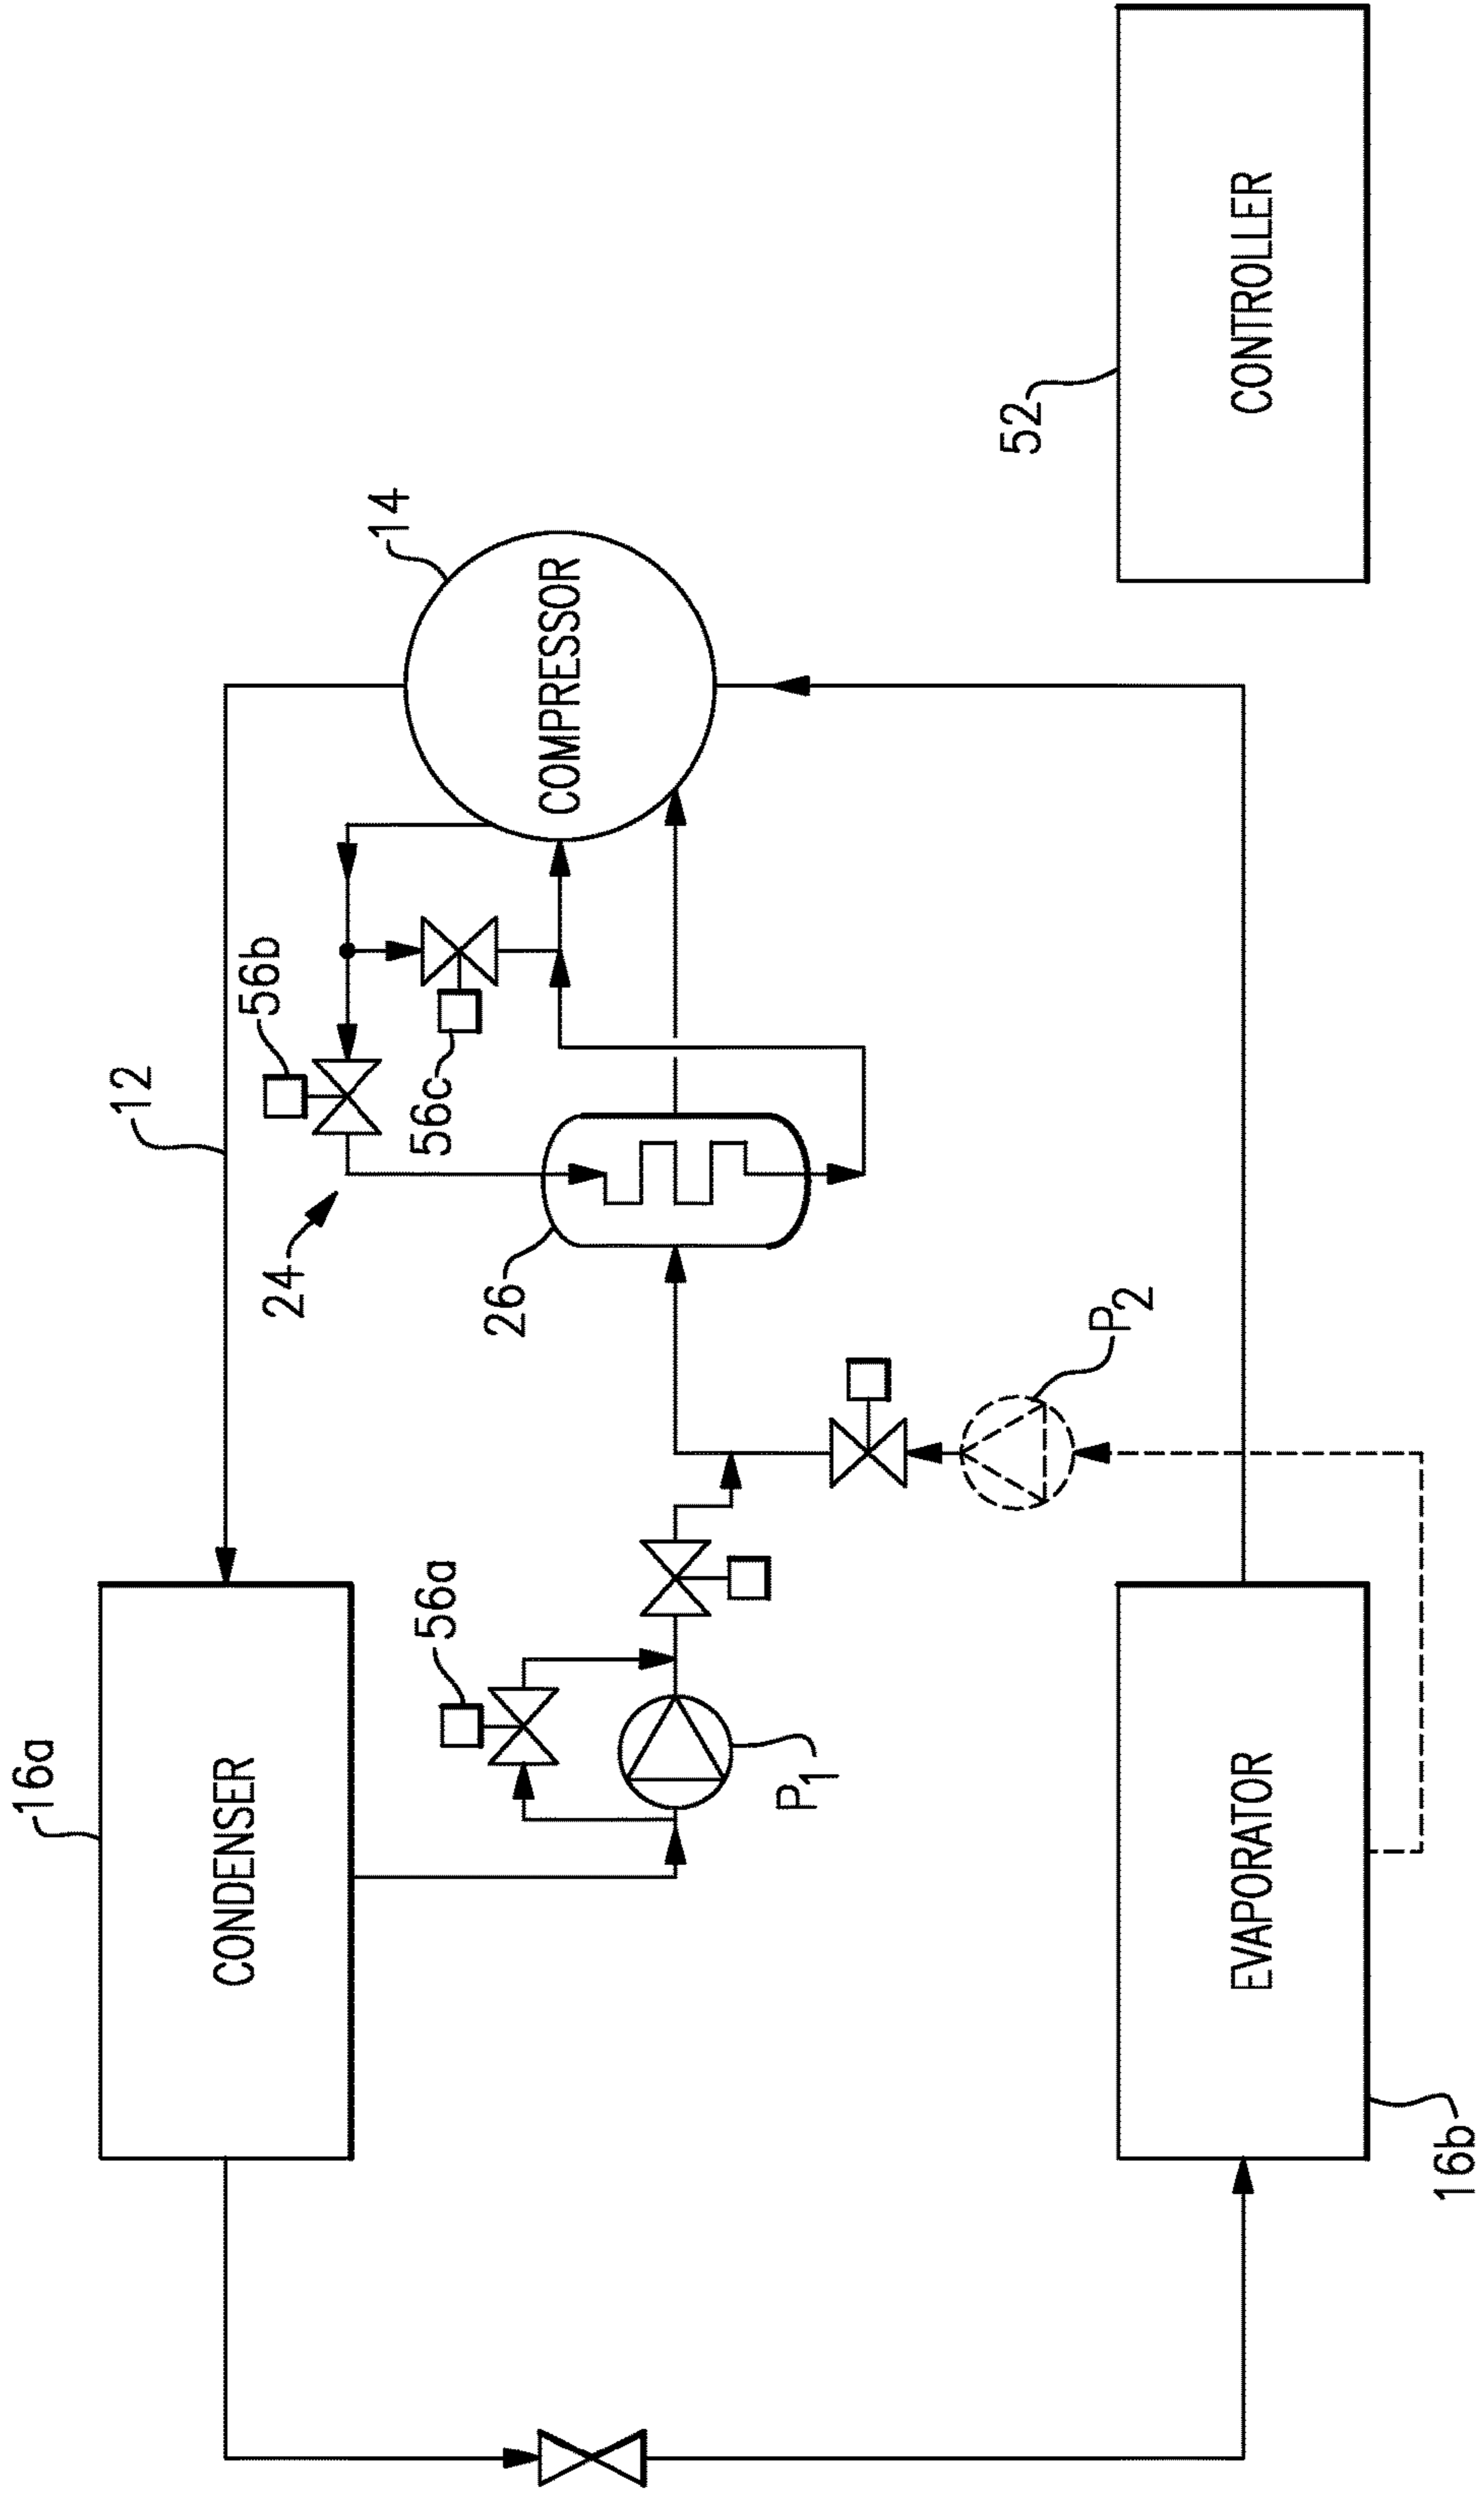 16a
CONDENSER
12
24
56b
14
56a
56c
26
COMPRESSOR
P1
P2
52
16b
EVAPORATOR
CONTROLLER